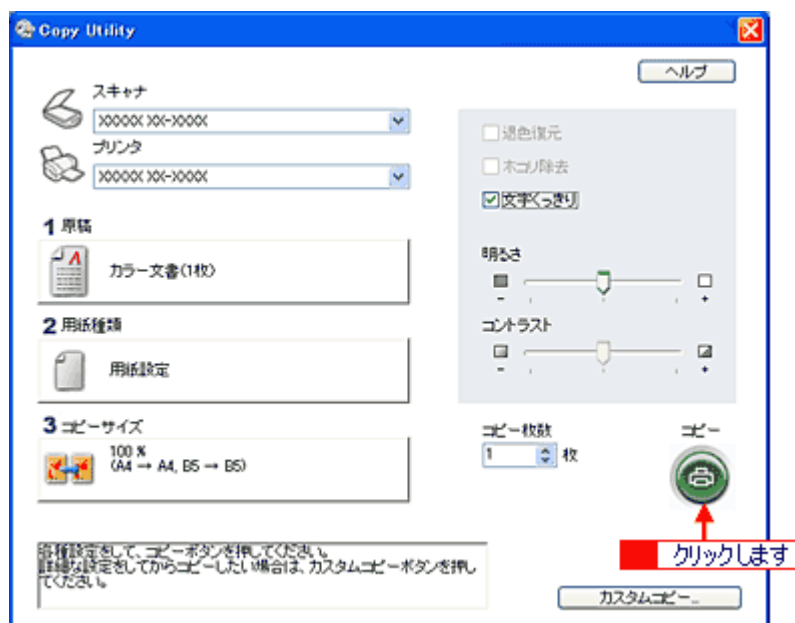 Copy Utility
ヘルプ
スキャナ
XXXXX XX-XXXX
プリンタ
XXXXX XX-XXXX
退色復元
ホコリ除去
文字くっきり
1 原稿
カラー文書(1枚)
明るさ
- +
2 用紙種類
用紙設定
コントラスト
- +
3 コピーサイズ
100 %
(A4 → A4, B5 → B5)
コピー枚数
1 枚
コピー
クリックします
各種設定をして、コピーボタンを押してください。
詳細な設定をしてからコピーしたい場合は、カスタムコピーボタンを押し
てください。
カスタムコピー...